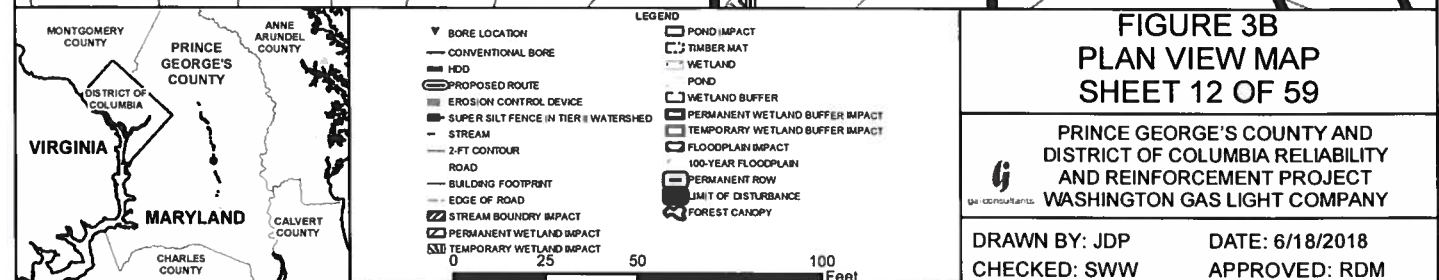 MONTGOMERY
COUNTY
ANNE
ARUNDEL
COUNTY
PRINCE
GEORGE'S
COUNTY
DISTRICT OF
COLUMBIA
VIRGINIA
MARYLAND
CALVERT
COUNTY
CHARLES
COUNTY
LEGEND
BORE LOCATION
CONVENTIONAL BORE
HDD
PROPOSED ROUTE
EROSION CONTROL DEVICE
SUPER SILT FENCE IN TIER II WATERSHED
STREAM
2-FT CONTOUR
ROAD
BUILDING FOOTPRINT
EDGE OF ROAD
STREAM BOUNDRY IMPACT
PERMANENT WETLAND IMPACT
TEMPORARY WETLAND IMPACT
POND IMPACT
TIMBER MAT
WETLAND
POND
WETLAND BUFFER
PERMANENT WETLAND BUFFER IMPACT
TEMPORARY WETLAND BUFFER IMPACT
FLOODPLAIN IMPACT
100-YEAR FLOODPLAIN
PERMANENT ROW
LIMIT OF DISTURBANCE
FOREST CANOPY
0 25 50 100
Feet
FIGURE 3B
PLAN VIEW MAP
SHEET 12 OF 59
gai consultants
PRINCE GEORGE'S COUNTY AND
DISTRICT OF COLUMBIA RELIABILITY
AND REINFORCEMENT PROJECT
WASHINGTON GAS LIGHT COMPANY
DRAWN BY: JDP DATE: 6/18/2018
CHECKED: SWW APPROVED: RDM